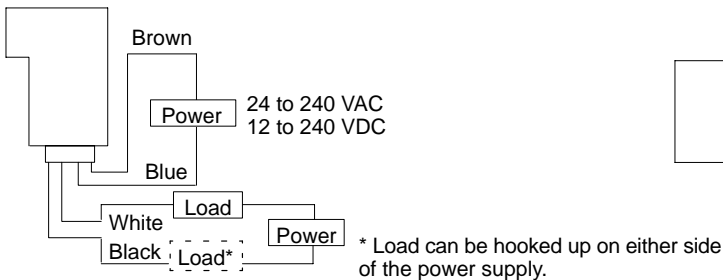 Brown
Power
24 to 240 VAC
12 to 240 VDC
Blue
Load
White
Power
Black
Load*
* Load can be hooked up on either side
of the power supply.